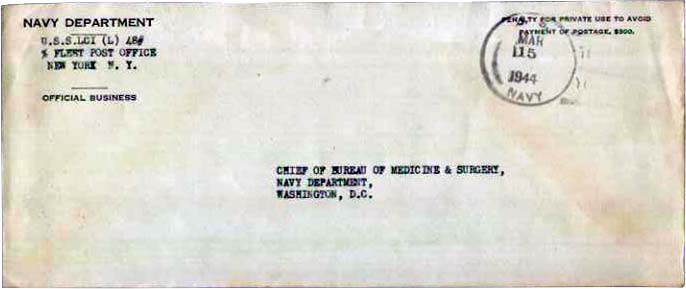 NAVY DEPARTMENT
U.S.S.LCI (L)
% FLEET POST OFFICE
NEW YORK N. Y.
OFFICIAL BUSINESS
PENALTY FOR PRIVATE USE TO AVOID
PAYMENT OF POSTAGE, $300.
MAR
15
1944
NAVY
CHIEF OF BUREAU OF MEDICINE & SURGERY,
NAVY DEPARTMENT,
WASHINGTON, D.C.